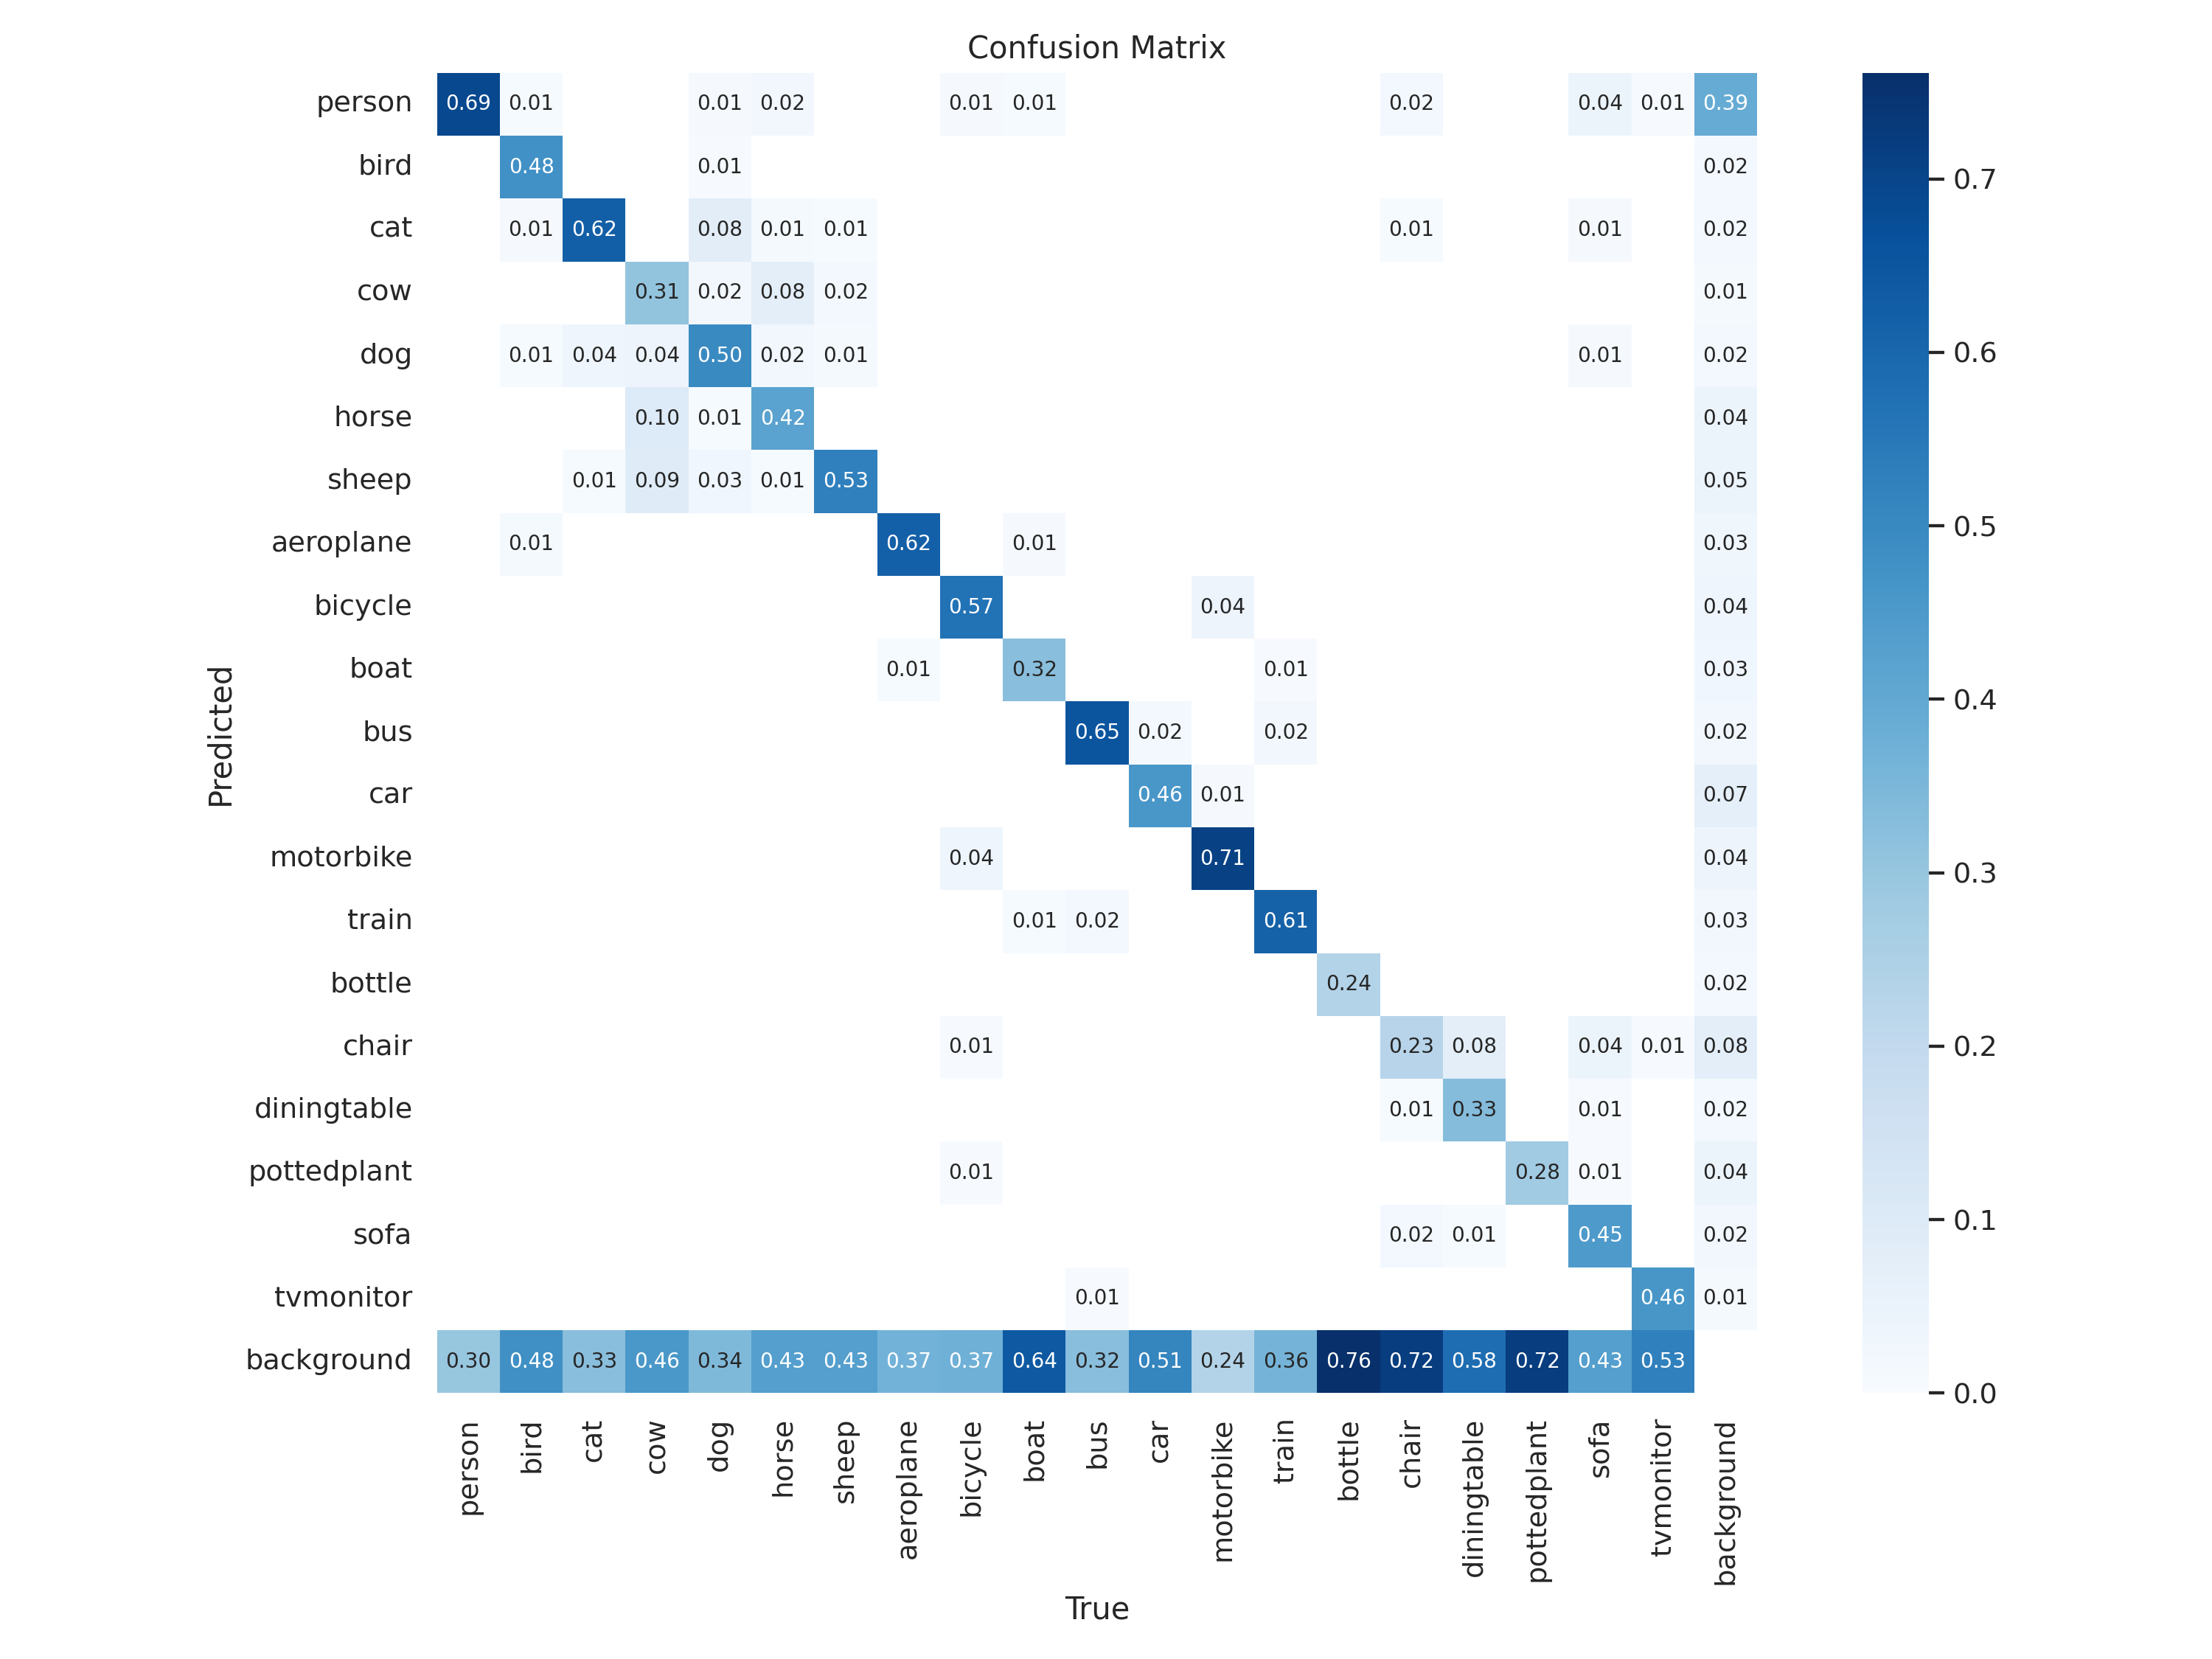 Confusion Matrix
person 0.69 0.01 0.01 0.02 0.01 0.01 0.02 0.04 0.01 0.39
bird 0.48 0.01 0.02
cat 0.01 0.62 0.08 0.01 0.01 0.01 0.01 0.02
cow 0.31 0.02 0.08 0.02 0.01
dog 0.01 0.04 0.04 0.50 0.02 0.01 0.01 0.02
horse 0.10 0.01 0.42 0.04
sheep 0.01 0.09 0.03 0.01 0.53 0.05
aeroplane 0.01 0.62 0.01 0.03
bicycle 0.57 0.04 0.04
boat 0.01 0.32 0.01 0.03
bus 0.65 0.02 0.02 0.02
car 0.46 0.01 0.07
motorbike 0.04 0.71 0.04
train 0.01 0.02 0.61 0.03
bottle 0.24 0.02
chair 0.01 0.23 0.08 0.04 0.01 0.08
diningtable 0.01 0.33 0.01 0.02
pottedplant 0.01 0.28 0.01 0.04
sofa 0.02 0.01 0.45 0.02
tvmonitor 0.01 0.46 0.01
background 0.30 0.48 0.33 0.46 0.34 0.43 0.43 0.37 0.37 0.64 0.32 0.51 0.24 0.36 0.76 0.72 0.58 0.72 0.43 0.53
Predicted
person
bird
cat
cow
dog
horse
sheep
aeroplane
bicycle
boat
bus
car
motorbike
train
bottle
chair
diningtable
pottedplant
sofa
tvmonitor
background
True
0.7
0.6
0.5
0.4
0.3
0.2
0.1
0.0